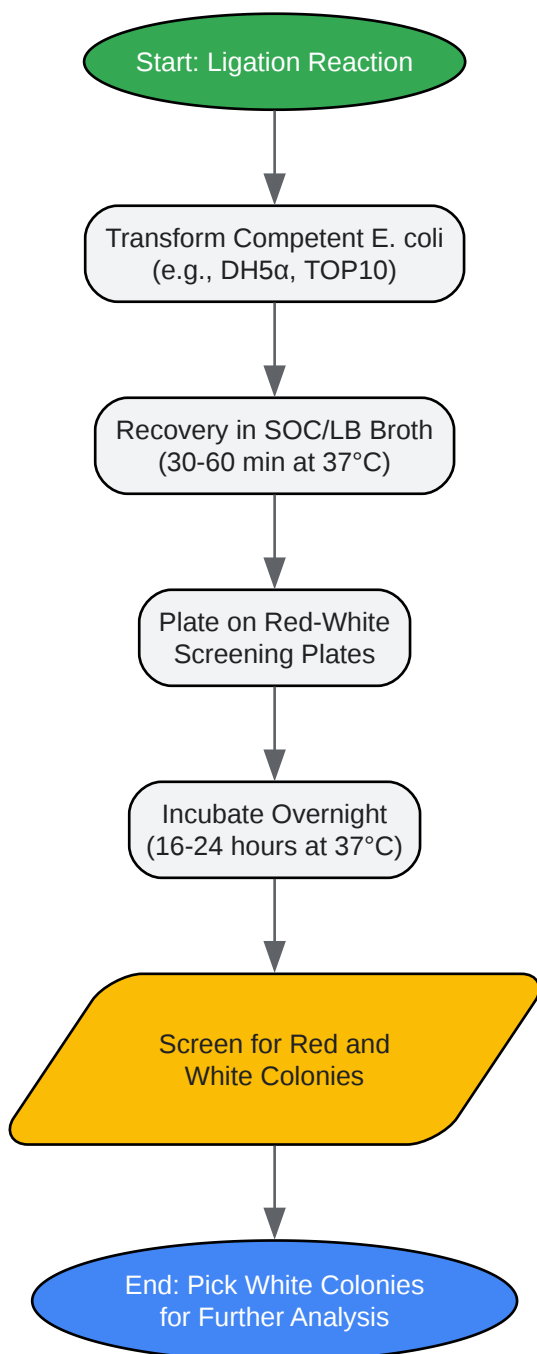 Start: Ligation Reaction
Transform Competent E. coli
(e.g., DH5α, TOP10)
Recovery in SOC/LB Broth
(30-60 min at 37°C)
Plate on Red-White
Screening Plates
Incubate Overnight
(16-24 hours at 37°C)
Screen for Red and
White Colonies
End: Pick White Colonies
for Further Analysis